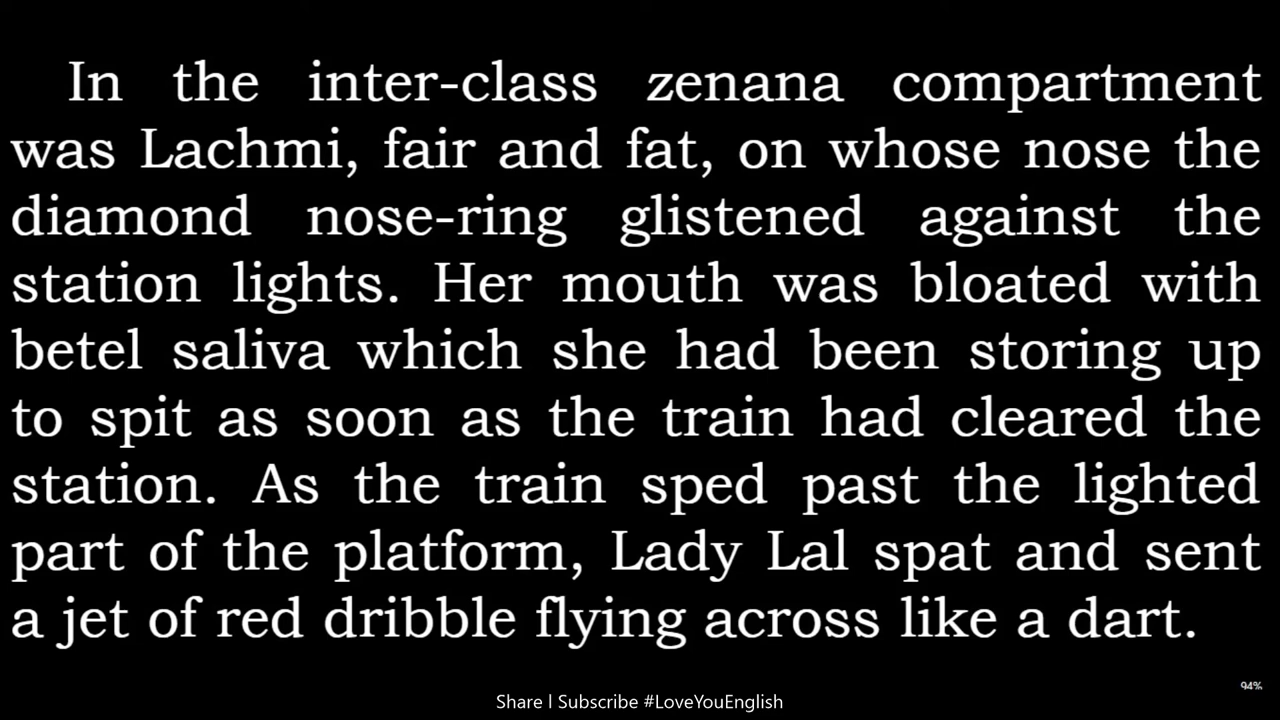 In the inter-class zenana compartment
was Lachmi, fair and fat, on whose nose the
diamond nose-ring glistened against the
station lights. Her mouth was bloated with
betel saliva which she had been storing up
to spit as soon as the train had cleared the
station. As the train sped past the lighted
part of the platform, Lady Lal spat and sent
a jet of red dribble flying across like a dart.
94%
Share | Subscribe #LoveYouEnglish